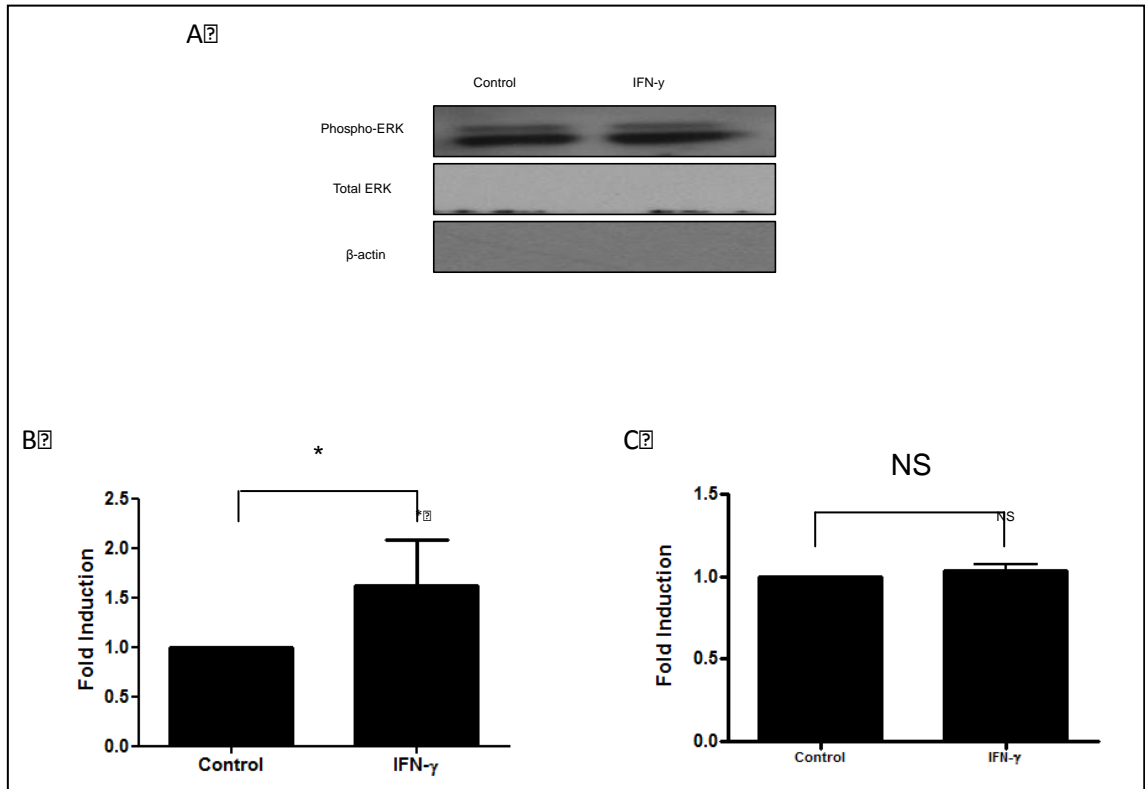 A⍰
Control IFN-y
Phospho-ERK
Total ERK
β-actin
B⍰
*
*⍰
2.5
2.0
1.5
1.0
0.5
0.0
Fold Induction
Control IFN-γ
C⍰
NS
NS
1.5
1.0
0.5
0.0
Fold Induction
Control IFN-γ